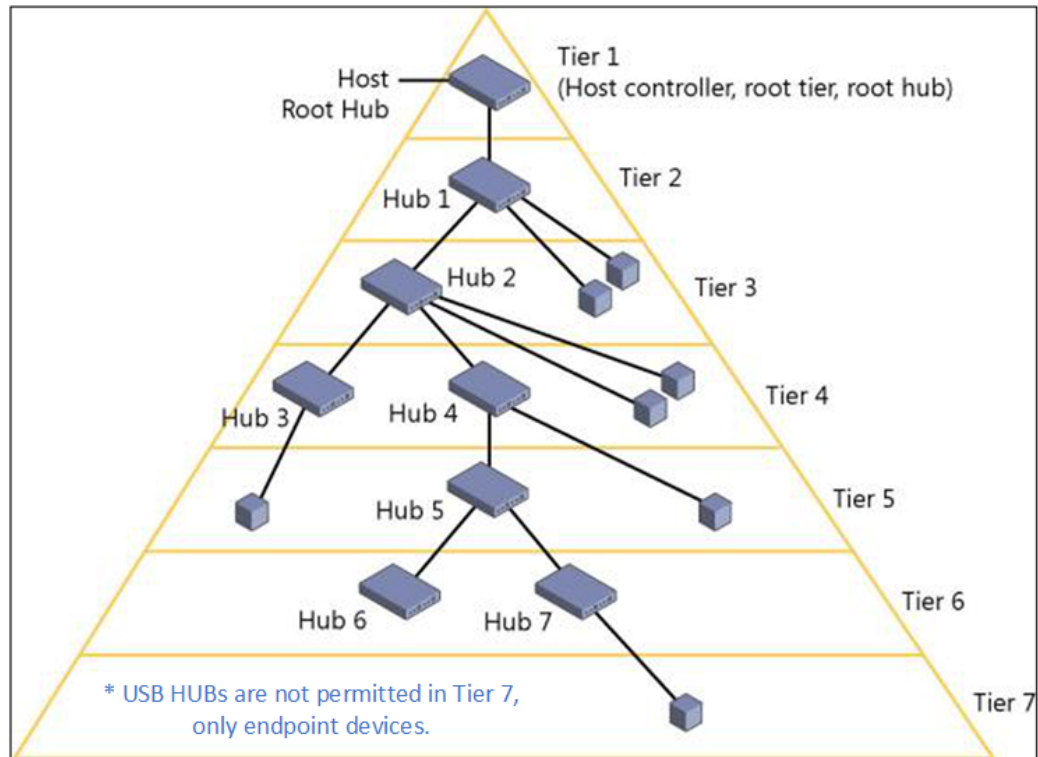 Tier 1
(Host controller, root tier, root hub)
Host
Root Hub
Tier 2
Hub 1
Hub 2
Tier 3
Hub 3
Hub 4
Tier 4
Hub 5
Tier 5
Hub 6
Hub 7
Tier 6
* USB HUBs are not permitted in Tier 7,
only endpoint devices.
Tier 7